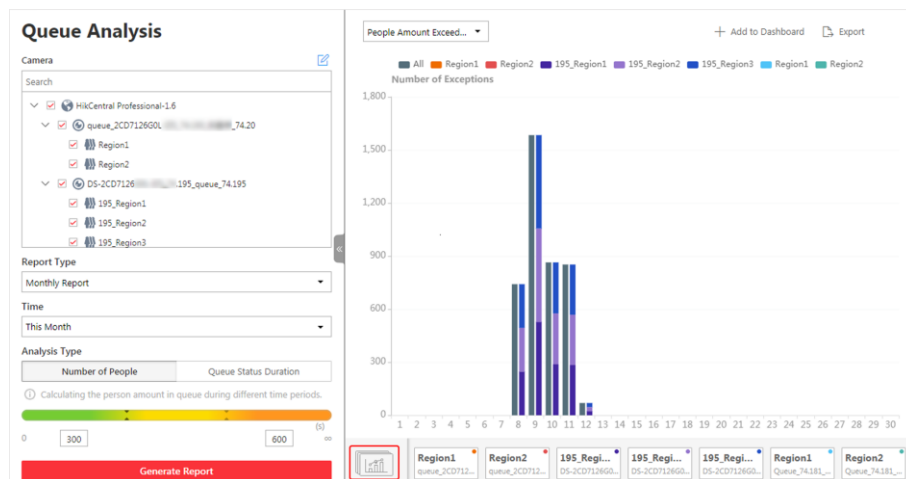 Queue Analysis
Camera
Search
HikCentral Professional-1.6
queue_2CD7126G0L _74.20
Region1
Region2
DS-2CD7126 .195_queue_74.195
195_Region1
195_Region2
195_Region3
Report Type
Monthly Report
Time
This Month
Analysis Type
Number of People Queue Status Duration
Calculating the person amount in queue during different time periods.
(s)
0 300 600 ∞
Generate Report
«
People Amount Exceed... + Add to Dashboard Export
All Region1 Region2 195_Region1 195_Region2 195_Region3 Region1 Region2
Number of Exceptions
1,800
1,500
1,200
900
600
300
0
1 2 3 4 5 6 7 8 9 10 11 12 13 14 15 16 17 18 19 20 21 22 23 24 25 26 27 28 29 30
Region1 Region2 195_Regi... 195_Regi... 195_Regi... Region1 Region2
queue_2CD712... queue_2CD712... DS-2CD7126G0... DS-2CD7126G0... DS-2CD7126G0... Queue_74.181_... Queue_74.181_...